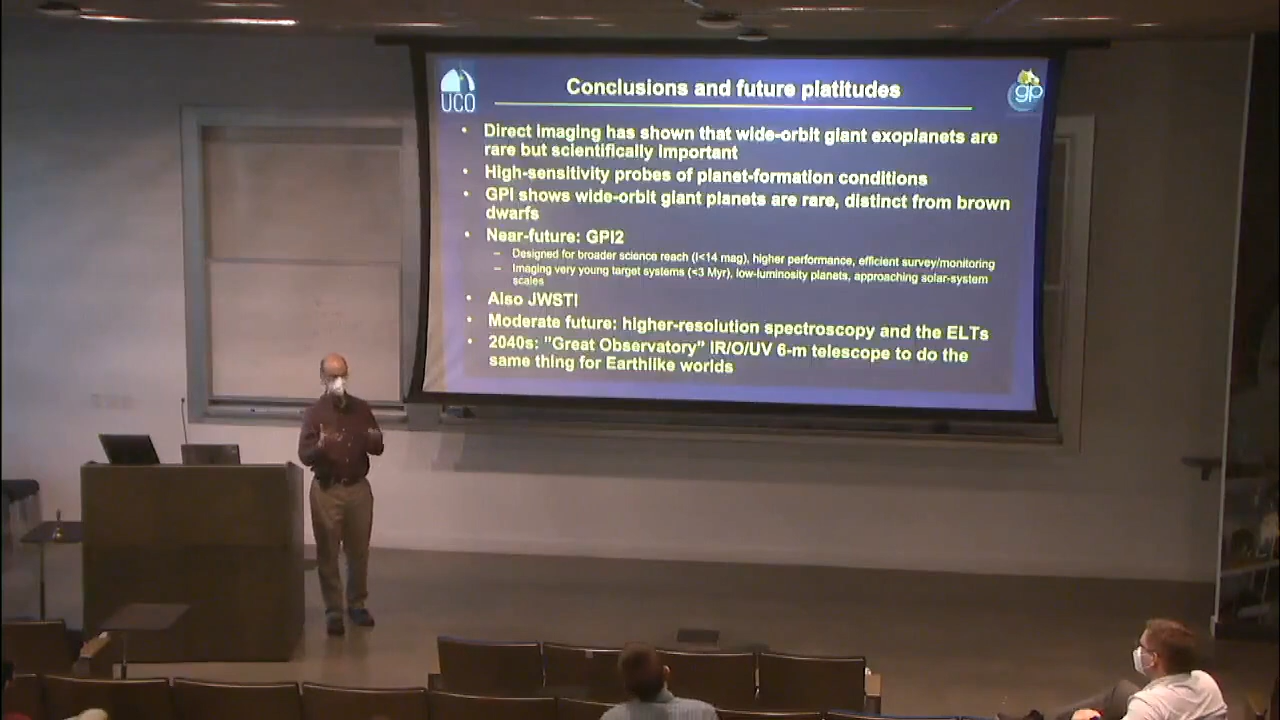 Conclusions and future platitudes
UCO
gp
• Direct imaging has shown that wide-orbit giant exoplanets are
rare but scientifically important
• High-sensitivity probes of planet-formation conditions
• GPI shows wide-orbit giant planets are rare, distinct from brown
dwarfs
• Near-future: GPI2
– Designed for broader science reach (I<14 mag), higher performance, efficient survey/monitoring
– Imaging very young target systems (<3 Myr), low-luminosity planets, approaching solar-system
scales
• Also JWST!
• Moderate future: higher-resolution spectroscopy and the ELTs
• 2040s: "Great Observatory" IR/O/UV 6-m telescope to do the
same thing for Earthlike worlds